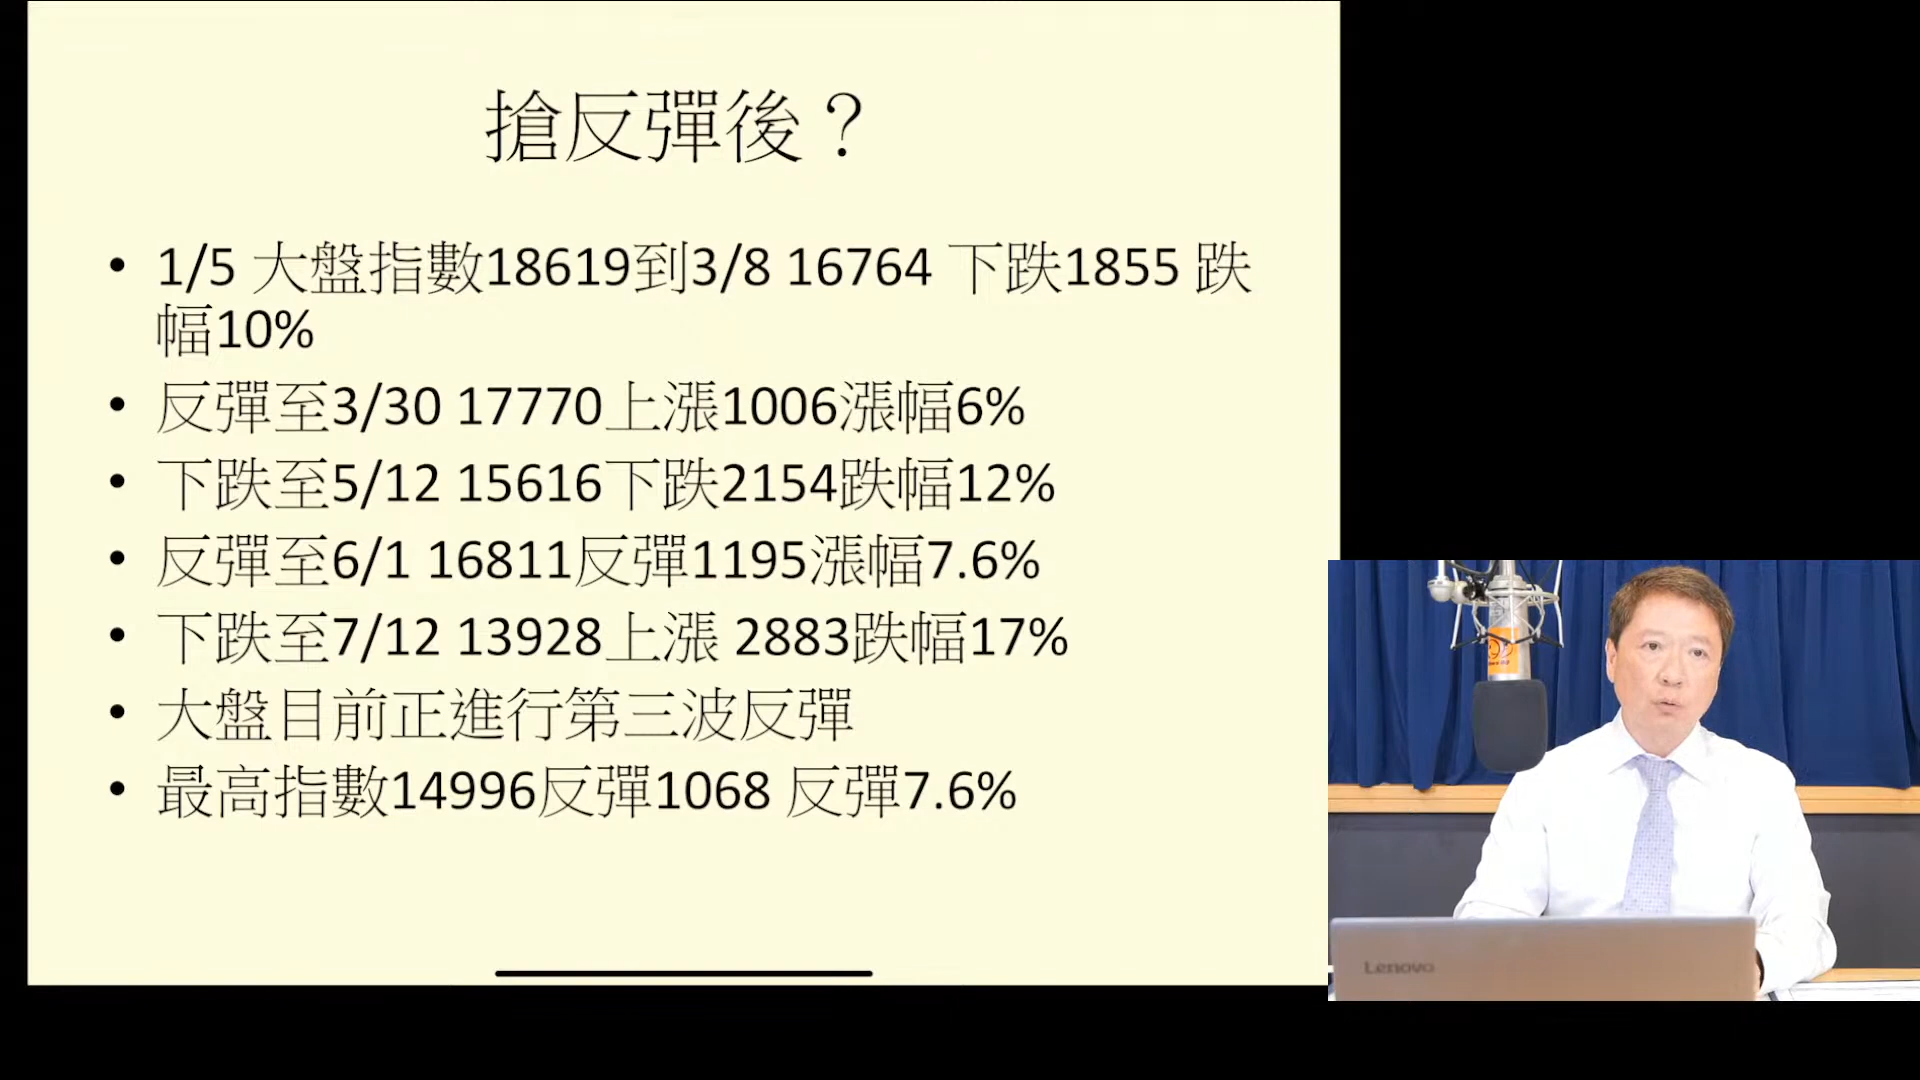 搶反彈後？
• 1/5 大盤指數18619到3/8 16764 下跌1855 跌
幅10%
• 反彈至3/30 17770上漲1006漲幅6%
• 下跌至5/12 15616下跌2154跌幅12%
• 反彈至6/1 16811反彈1195漲幅7.6%
• 下跌至7/12 13928上漲 2883跌幅17%
• 大盤目前正進行第三波反彈
• 最高指數14996反彈1068 反彈7.6%
Lenovo